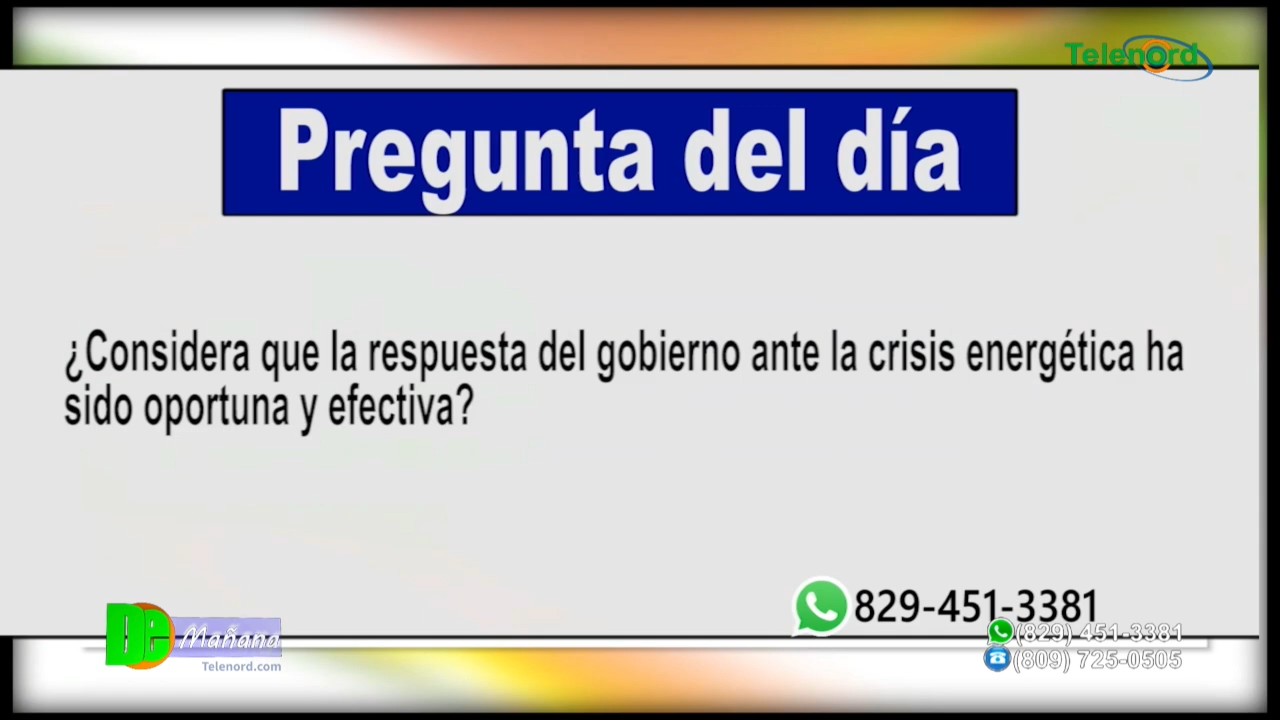 Telenord
Pregunta del día
¿Considera que la respuesta del gobierno ante la crisis energética ha
sido oportuna y efectiva?
829-451-3381
(829) 451-3381
(809) 725-0505
De Mañana
Telenord.com